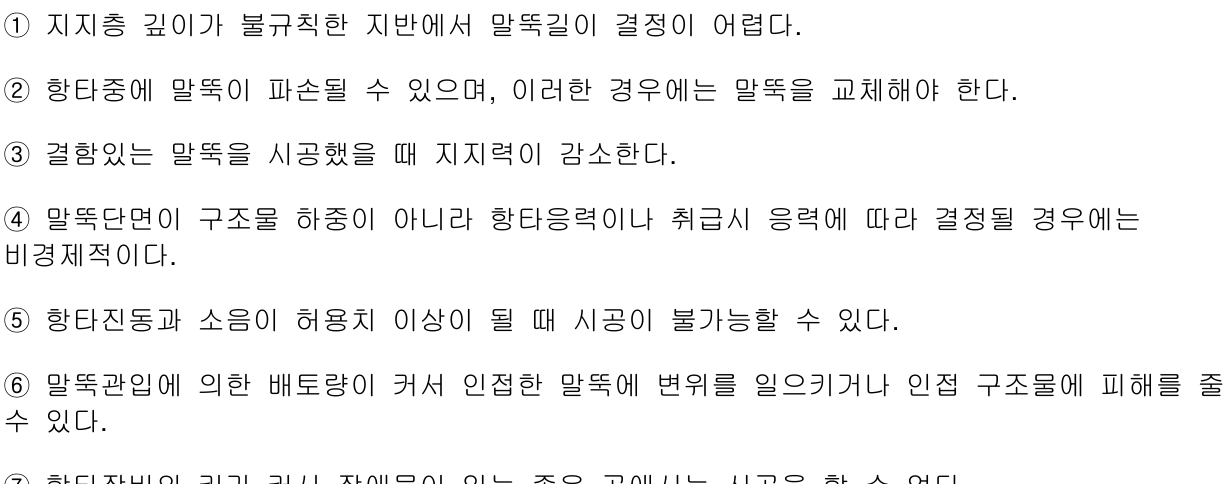 ① 지지층 깊이가 불규칙한 지반에서 말뚝길이 결정이 어렵다.
② 항타중에 말뚝이 파손될 수 있으며, 이러한 경우에는 말뚝을 교체해야 한다.
③ 결함있는 말뚝을 시공했을 때 지지력이 감소한다.
④ 말뚝단면이 구조물 하중이 아니라 항타응력이나 취급시 응력에 따라 결정될 경우에는
비경제적이다.
⑤ 항타진동과 소음이 허용치 이상이 될 때 시공이 불가능할 수 있다.
⑥ 말뚝관입에 의한 배토량이 커서 인접한 말뚝에 변위를 일으키거나 인접 구조물에 피해를 줄
수 있다.